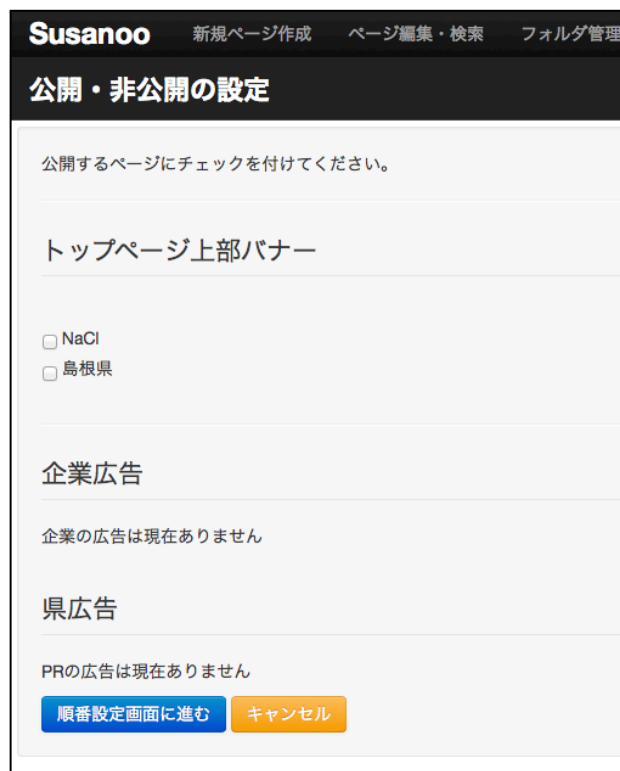 Susanoo 新規ページ作成 ページ編集・検索 フォルダ管理
公開・非公開の設定
公開するページにチェックを付けてください。
トップページ上部バナー
NaCl
島根県
企業広告
企業の広告は現在ありません
県広告
PRの広告は現在ありません
順番設定画面に進む キャンセル